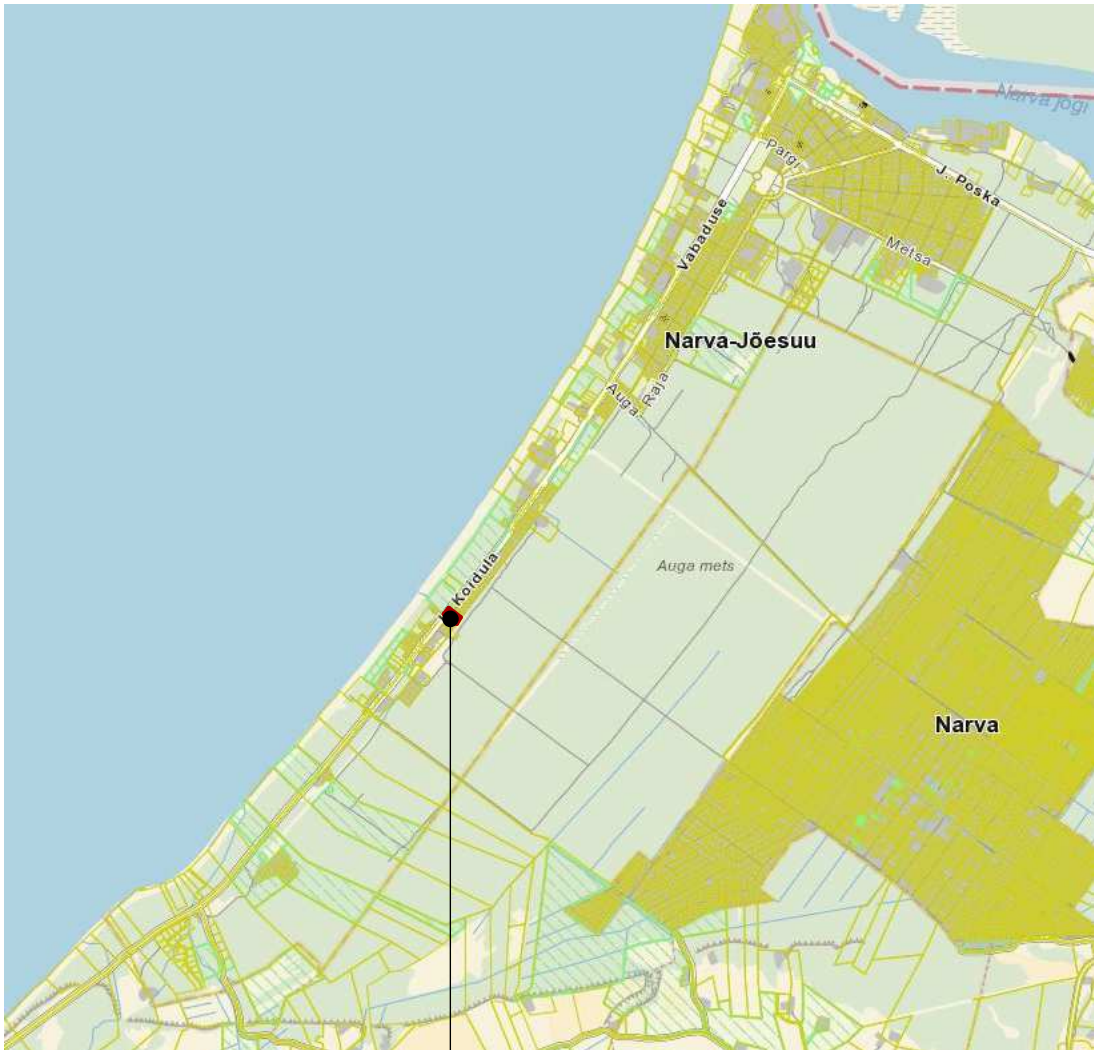 Narva jõgi
Pargi
J. Poska
Vabaduse
Metsa
Narva-Jõesuu
Raja
Auga
Auga mets
Koidula
Narva